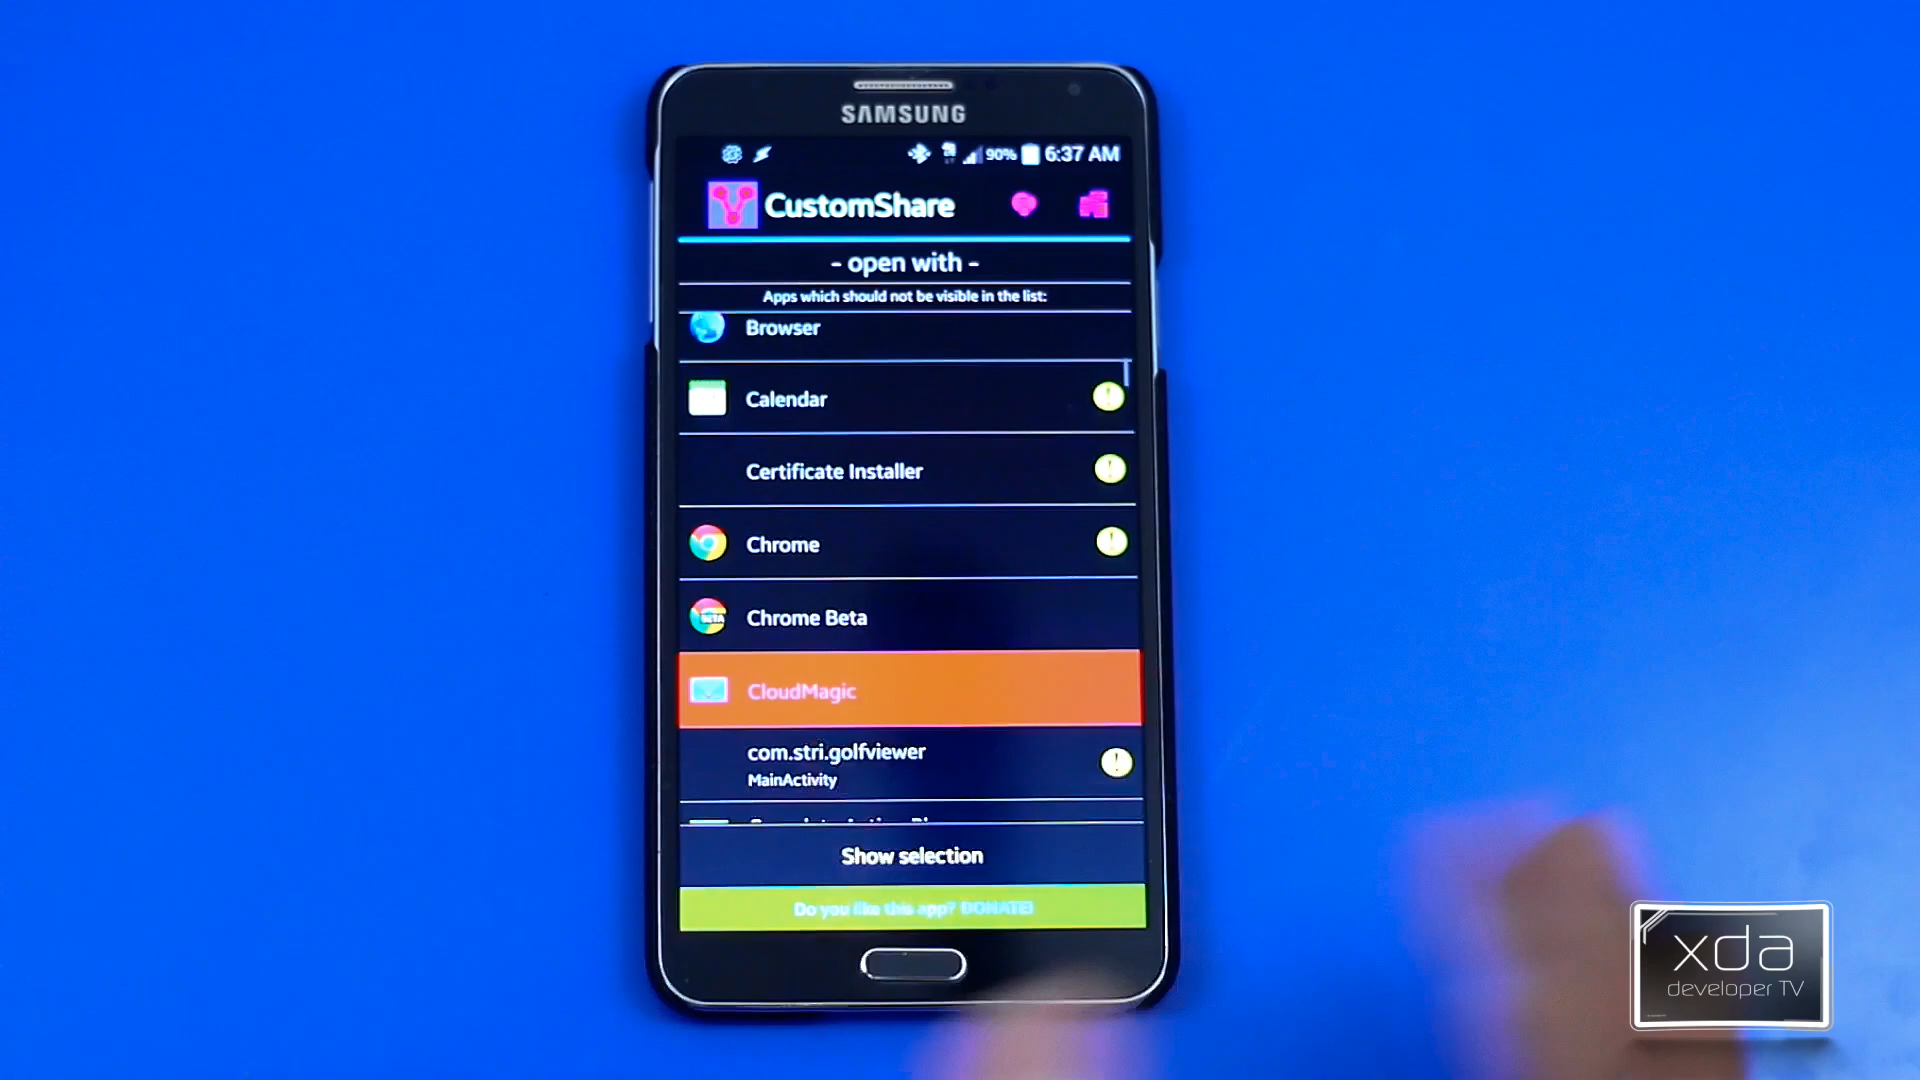 SAMSUNG
90% 6:37 AM
CustomShare
- open with -
Apps which should not be visible in the list:
Browser
Calendar
Certificate Installer
Chrome
BETA
Chrome Beta
CloudMagic
com.stri.golfviewer
MainActivity
Show selection
Do you like this app? DONATE!
xda
developer TV